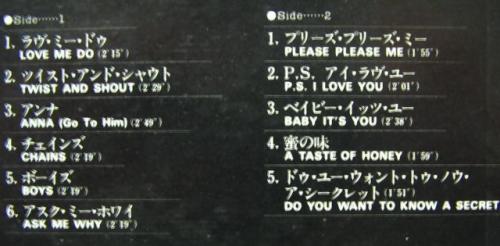 ●Side……1
1. ラヴ・ミー・ドゥ
LOVE ME DO (2'15")
2. ツイスト・アンド・シャウト
TWIST AND SHOUT (2'29")
3. アンナ
ANNA (Go To Him) (2'49")
4. チェインズ
CHAINS (2'19")
5. ボーイズ
BOYS (2'19")
6. アスク・ミー・ホワイ
ASK ME WHY (2'19")
●Side……2
1. プリーズ・プリーズ・ミー
PLEASE PLEASE ME (1'55")
2. P.S. アイ・ラヴ・ユー
P.S. I LOVE YOU (2'01")
3. ベイビー・イッツ・ユー
BABY IT'S YOU (2'38")
4. 蜜の味
A TASTE OF HONEY (1'59")
5. ドゥ・ユー・ウォント・トゥ・ノウ・
ア・シークレット (1'51")
DO YOU WANT TO KNOW A SECRET